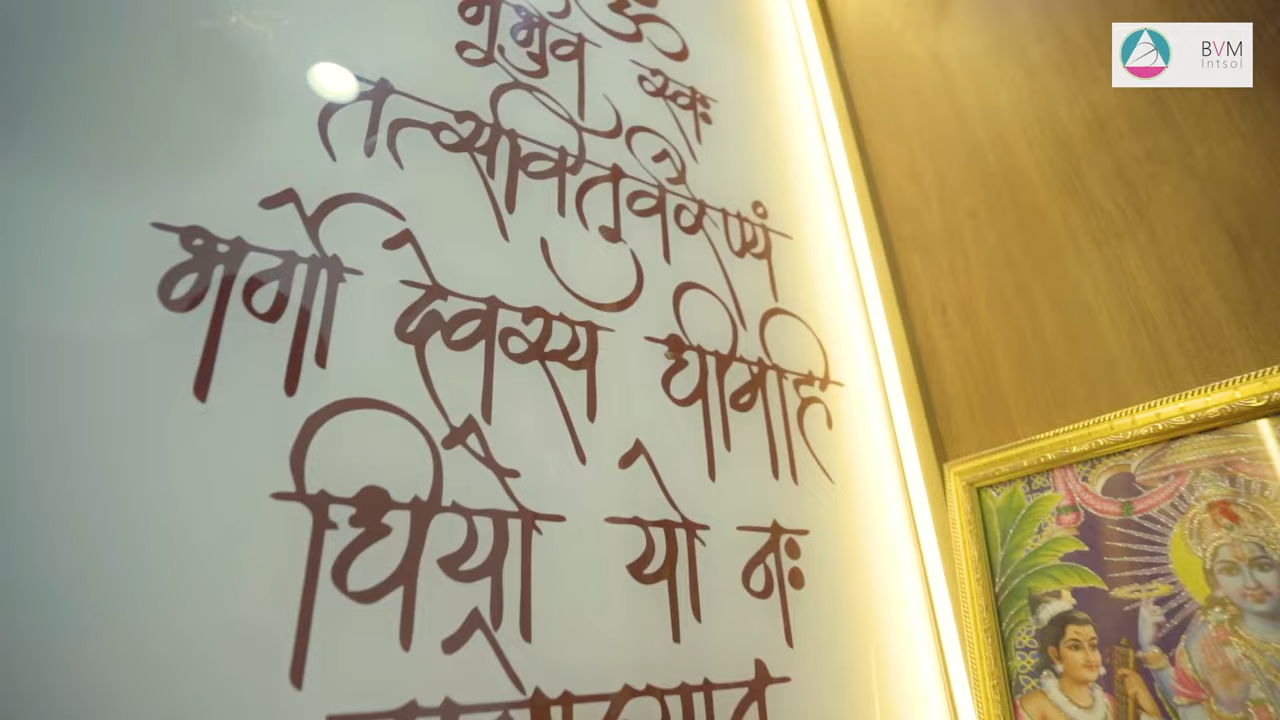 ॐ
भूर्भुव स्वः
तत्सवितुर्वरेण्यं
भर्गो देवस्य धीमहि
धियो यो नः
BVM
Intsol